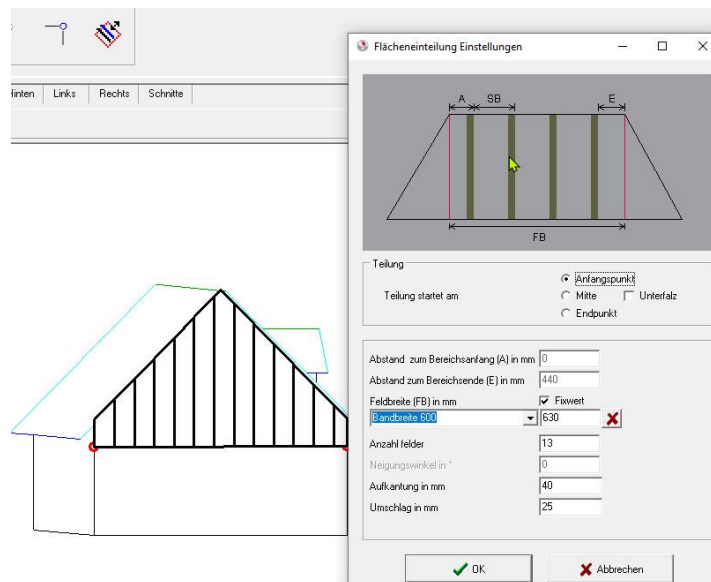 Flächeneinteilung Einstellungen
Links Rechts Schnitte
A SB E
FB
Teilung
Anfangspunkt
Teilung startet am Mitte Unterfalz
Endpunkt
Abstand zum Bereichsanfang (A) in mm 0
Abstand zum Bereichsende (E) in mm 440
Feldbreite (FB) in mm Fixwert
Bandbreite 600 630
Anzahl felder 13
Neigungswinkel in ° 0
Aufkantung in mm 40
Umschlag in mm 25
OK Abbrechen